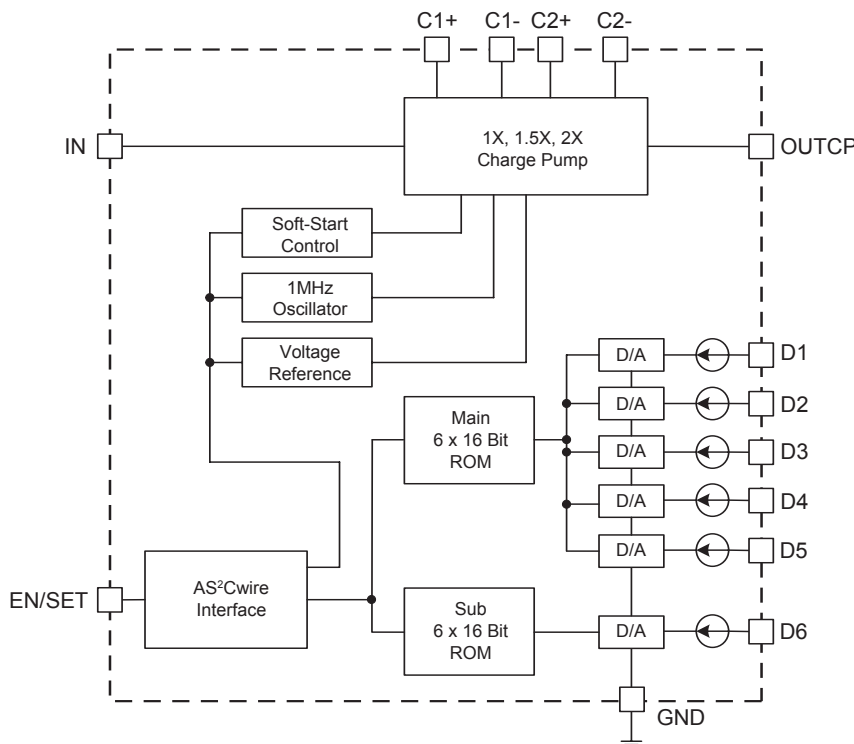 C1+ C1- C2+ C2-
IN
1X, 1.5X, 2X
Charge Pump
OUTCP
Soft-Start
Control
1MHz
Oscillator
Voltage
Reference
D/A
D1
D/A
D2
Main
6 x 16 Bit
ROM
D/A
D3
D/A
D4
D/A
D5
EN/SET
AS²Cwire
Interface
Sub
6 x 16 Bit
ROM
D/A
D6
GND